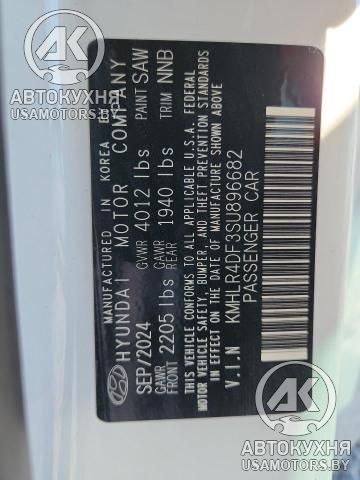 MANUFACTURED IN KOREA BY
HYUNDAI MOTOR COMPANY
SEP/2024 GVWR 4012 lbs PAINT SAW
GAWR FRONT 2205 lbs GAWR REAR 1940 lbs TRIM NNB
THIS VEHICLE CONFORMS TO ALL APPLICABLE U.S.A. FEDERAL
MOTOR VEHICLE SAFETY, BUMPER, AND THEFT PREVENTION STANDARDS
IN EFFECT ON THE DATE OF MANUFACTURE SHOWN ABOVE.
V.I.N KMHLR4DF3SU896682
PASSENGER CAR
АВТОКУХНЯ
USAMOTORS.BY
АВТОКУХНЯ
USAMOTORS.BY
АВТОКУХНЯ
USAMOTORS.BY